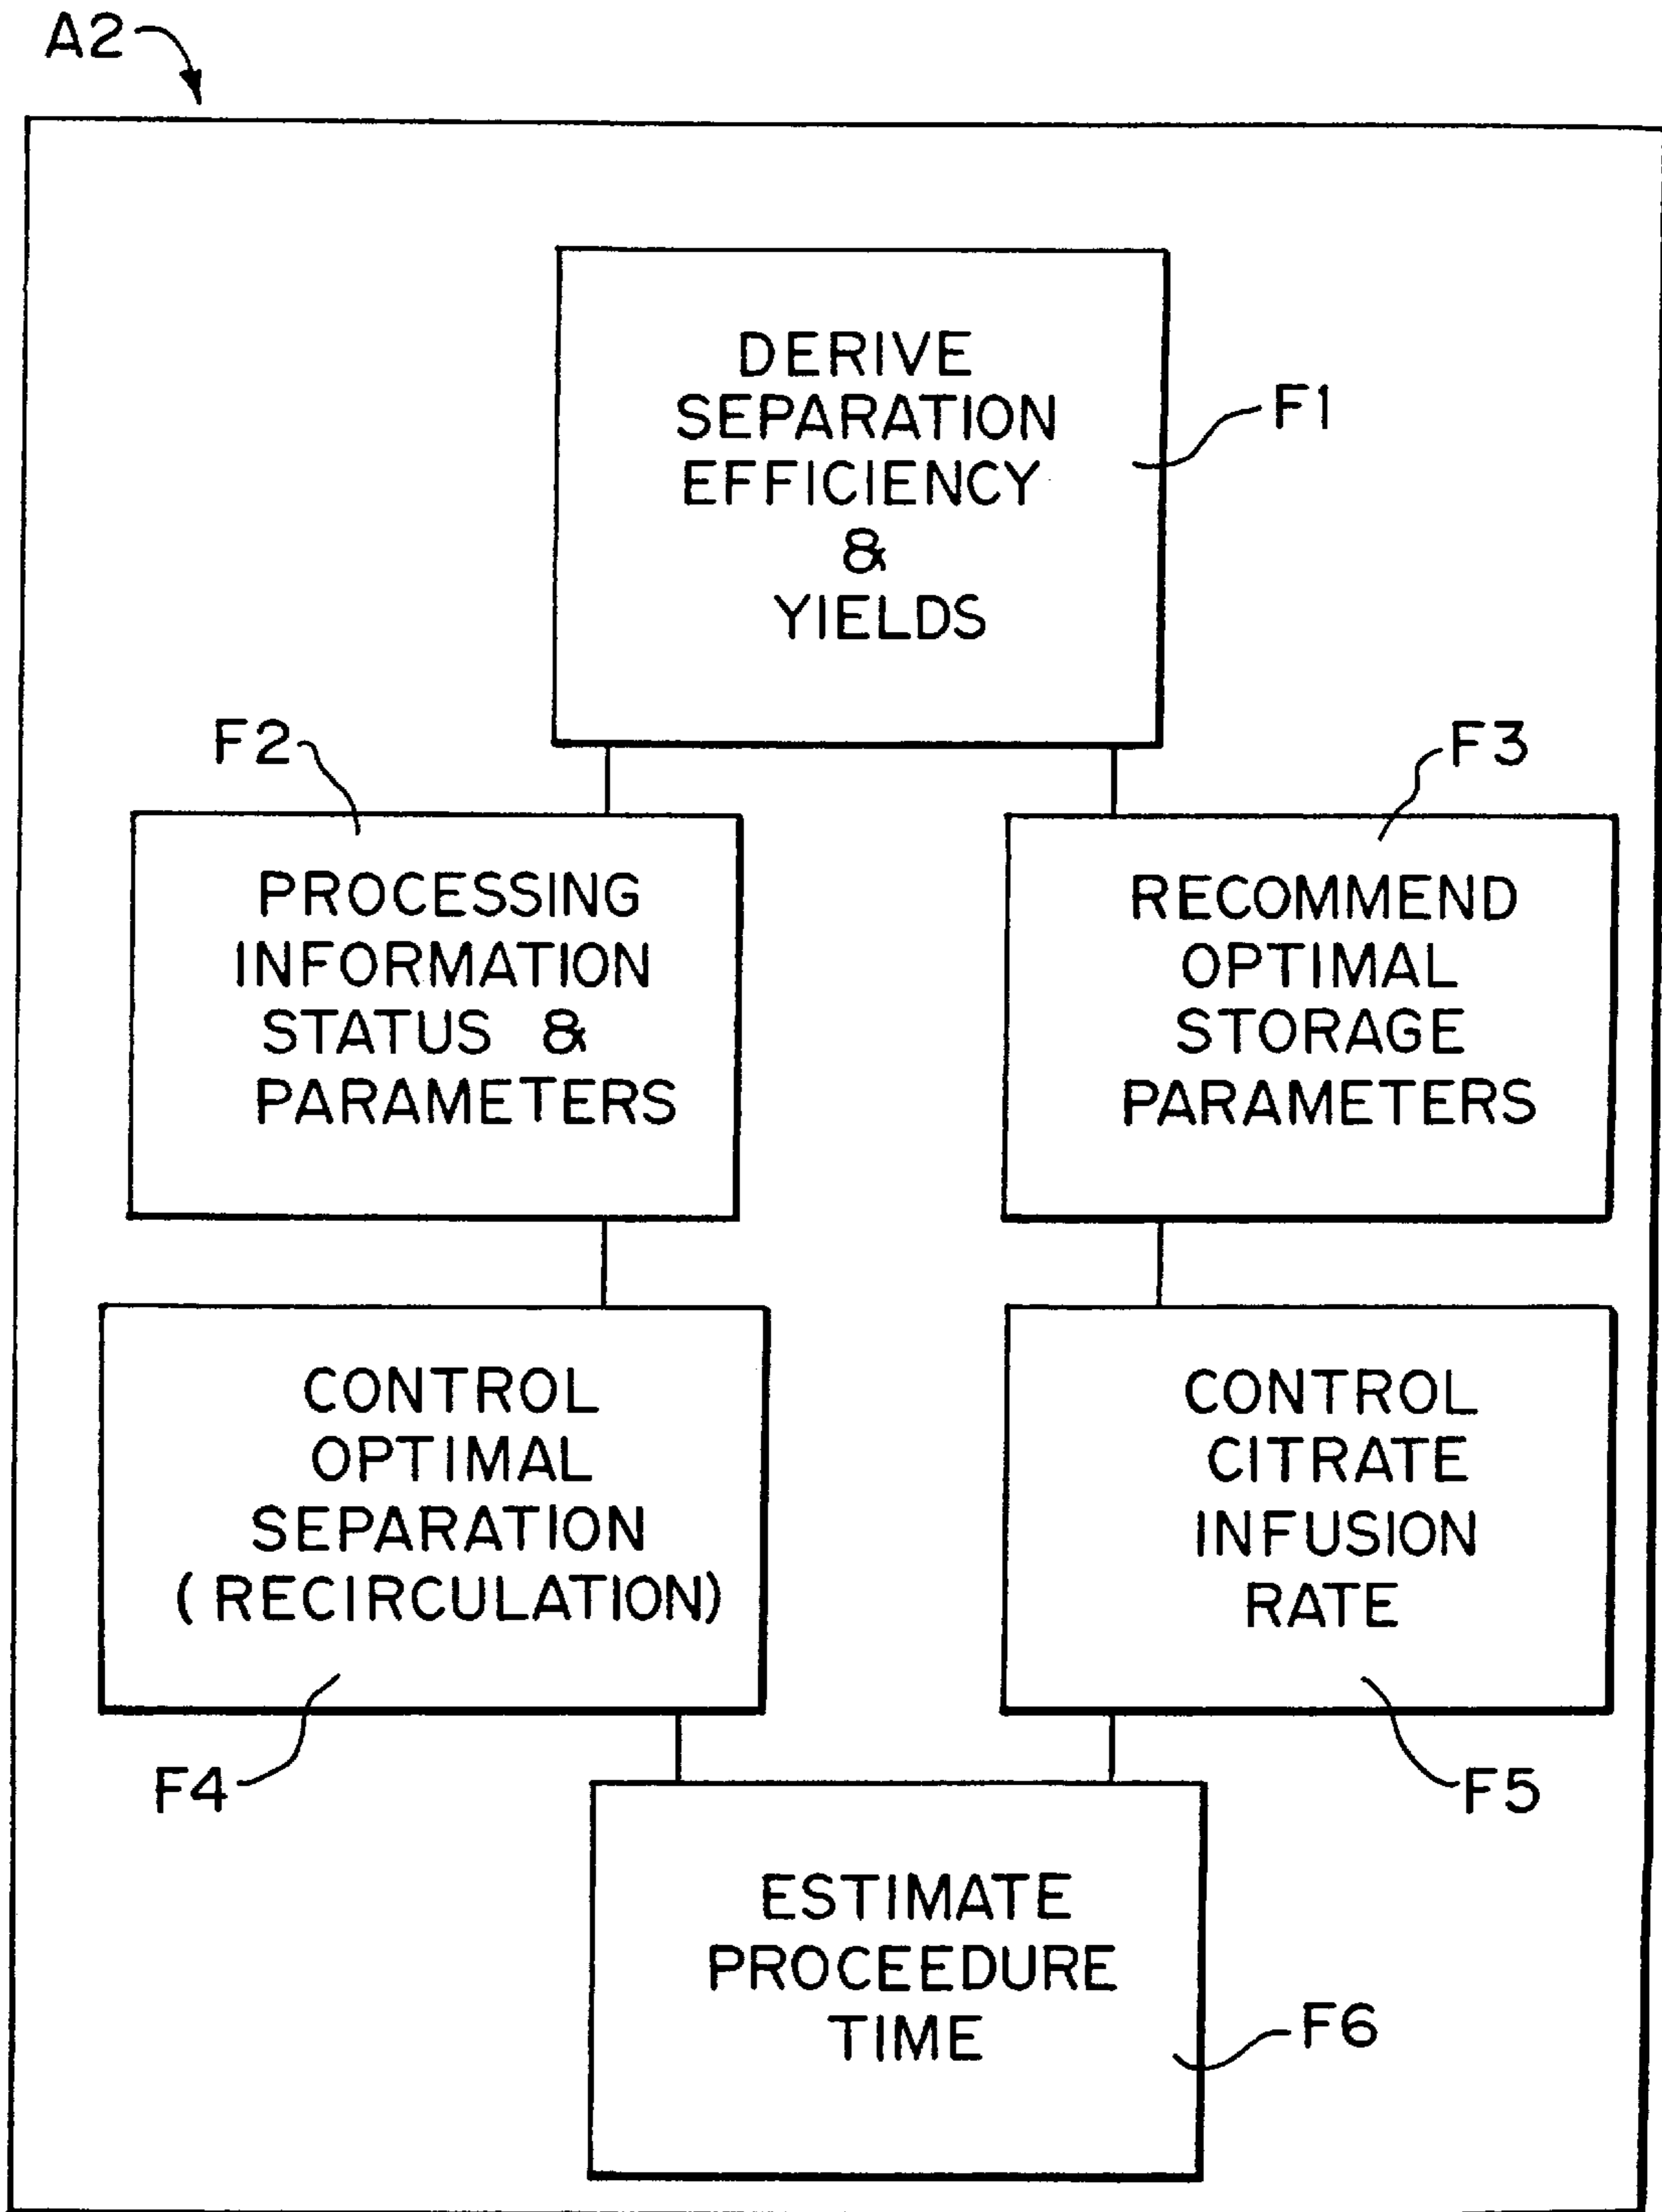 A2
DERIVE
SEPARATION
EFFICIENCY
&
YIELDS
F1
F2
F3
PROCESSING
INFORMATION
STATUS &
PARAMETERS
RECOMMEND
OPTIMAL
STORAGE
PARAMETERS
CONTROL
OPTIMAL
SEPARATION
(RECIRCULATION)
CONTROL
CITRATE
INFUSION
RATE
F4
F5
ESTIMATE
PROCEEDURE
TIME
F6